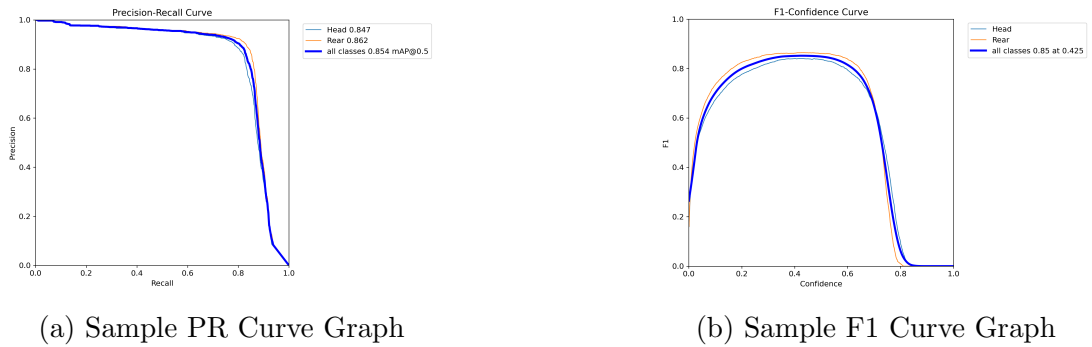 Precision-Recall Curve
1.0
0.8
0.6
0.4
0.2
0.0
Precision
0.0 0.2 0.4 0.6 0.8 1.0
Recall
Head 0.847
Rear 0.862
all classes 0.854 mAP@0.5
(a) Sample PR Curve Graph
F1-Confidence Curve
1.0
0.8
0.6
0.4
0.2
0.0
F1
0.0 0.2 0.4 0.6 0.8 1.0
Confidence
Head
Rear
all classes 0.85 at 0.425
(b) Sample F1 Curve Graph